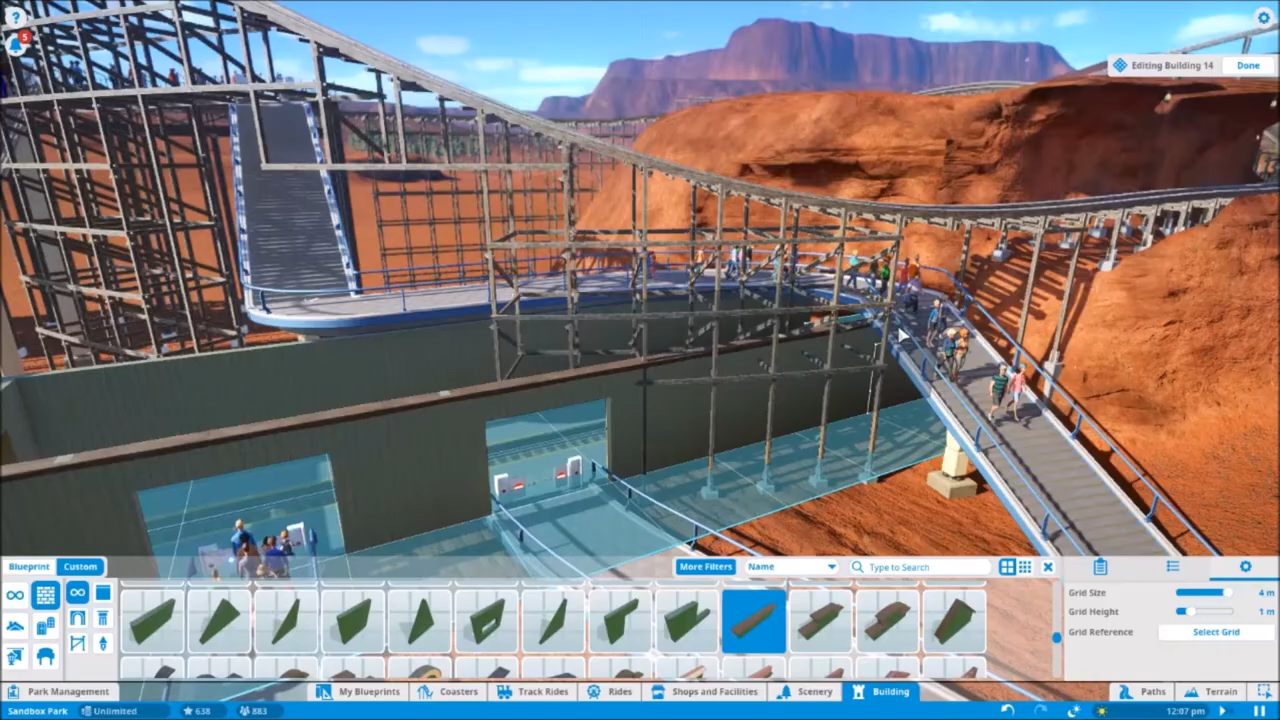 ?
5
Editing Building 14
Done
Blueprint
Custom
More Filters
Name
Type to Search
Grid Size
4 m
Grid Height
1 m
Grid Reference
Select Grid
Park Management
My Blueprints
Coasters
Track Rides
Rides
Shops and Facilities
Scenery
Building
Paths
Terrain
Sandbox Park
Unlimited
638
883
12:07 pm